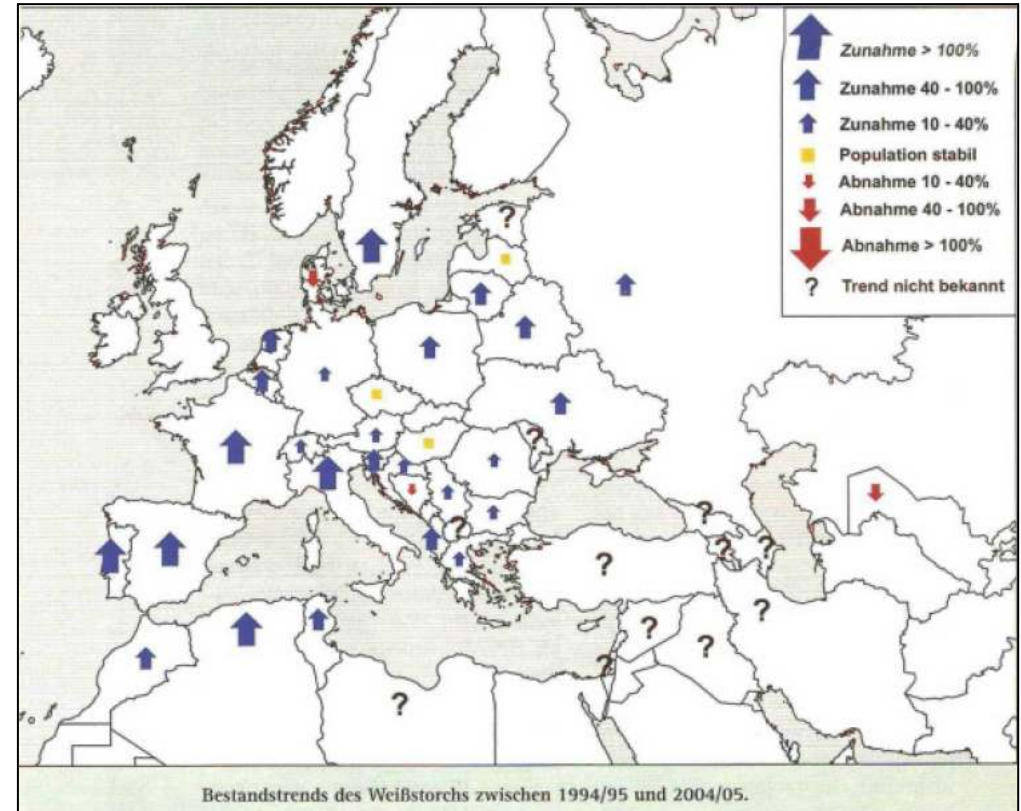 Zunahme > 100%
Zunahme 40 - 100%
Zunahme 10 - 40%
Population stabil
Abnahme 10 - 40%
Abnahme 40 - 100%
Abnahme > 100%
? Trend nicht bekannt
?
?
?
?
?
?
?
?
?
?
?
?
Bestandstrends des Weißstorchs zwischen 1994/95 und 2004/05.